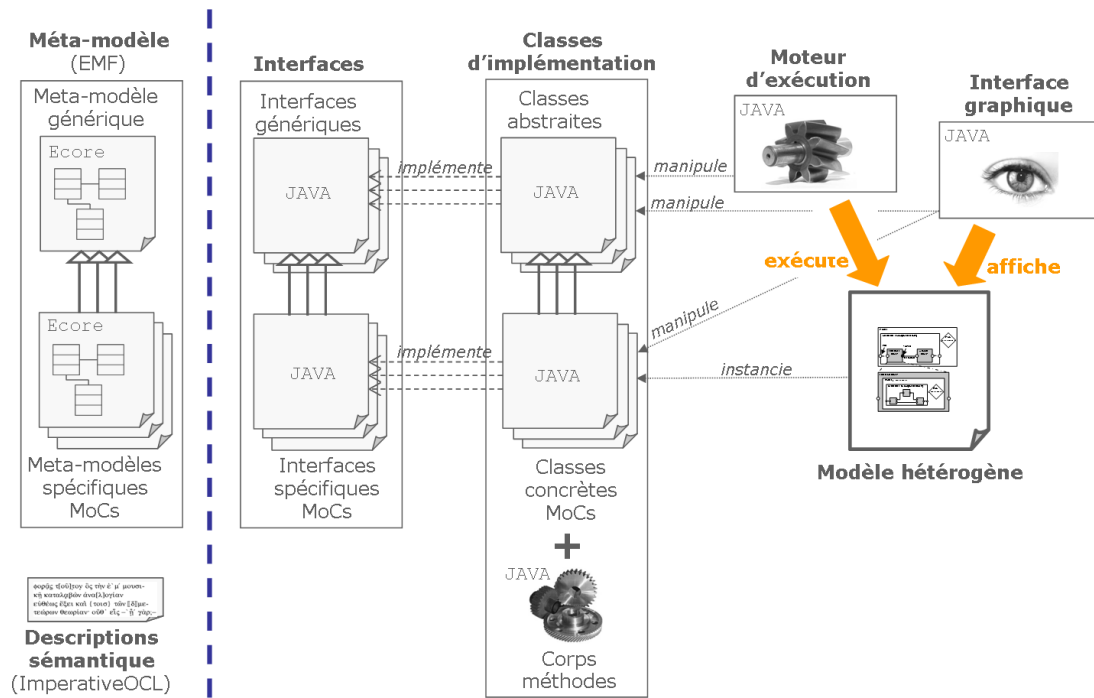 Méta-modèle
(EMF)
Meta-modèle
générique
Ecore
Ecore
Meta-modèles
spécifiques
MoCs
Descriptions
sémantique
(ImperativeOCL)
Interfaces
Interfaces
génériques
JAVA
JAVA
Interfaces
spécifiques
MoCs
implémente
implémente
Classes
d'implémentation
Classes
abstraites
JAVA
JAVA
Classes
concrètes
MoCs
+
JAVA
Corps
méthodes
manipule
manipule
manipule
instancie
Moteur
d'exécution
JAVA
Interface
graphique
JAVA
exécute
affiche
Modèle hétérogène